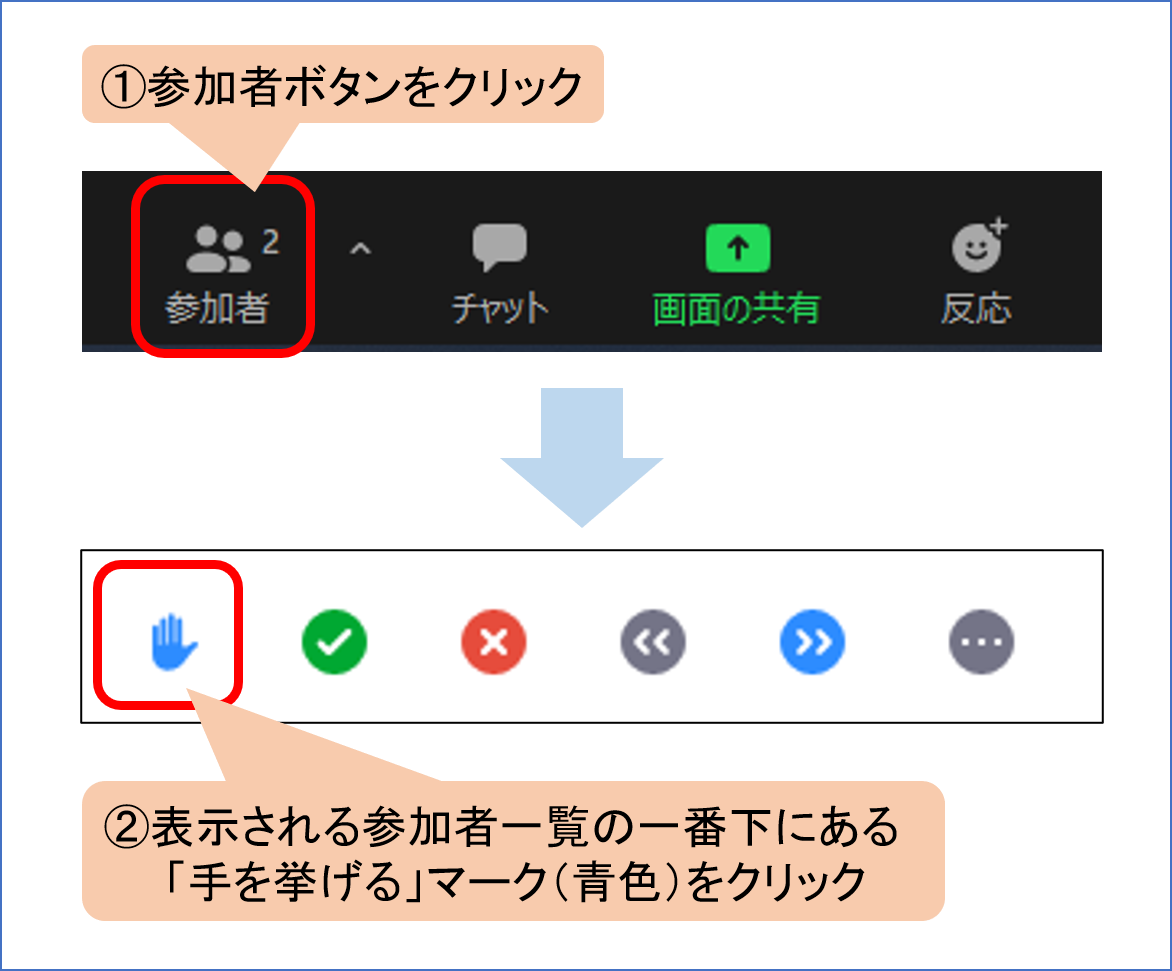 ①参加者ボタンをクリック
2
参加者
チャット
画面の共有
反応
②表示される参加者一覧の一番下にある
「手を挙げる」マーク(青色)をクリック